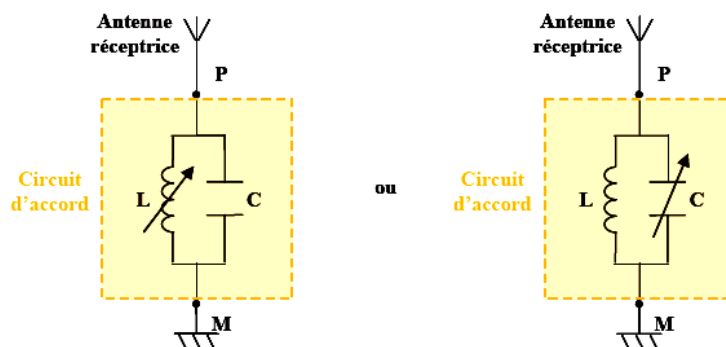 Antenne
réceptrice
P
Circuit
d'accord
L
C
M
ou
Antenne
réceptrice
P
Circuit
d'accord
L
C
M